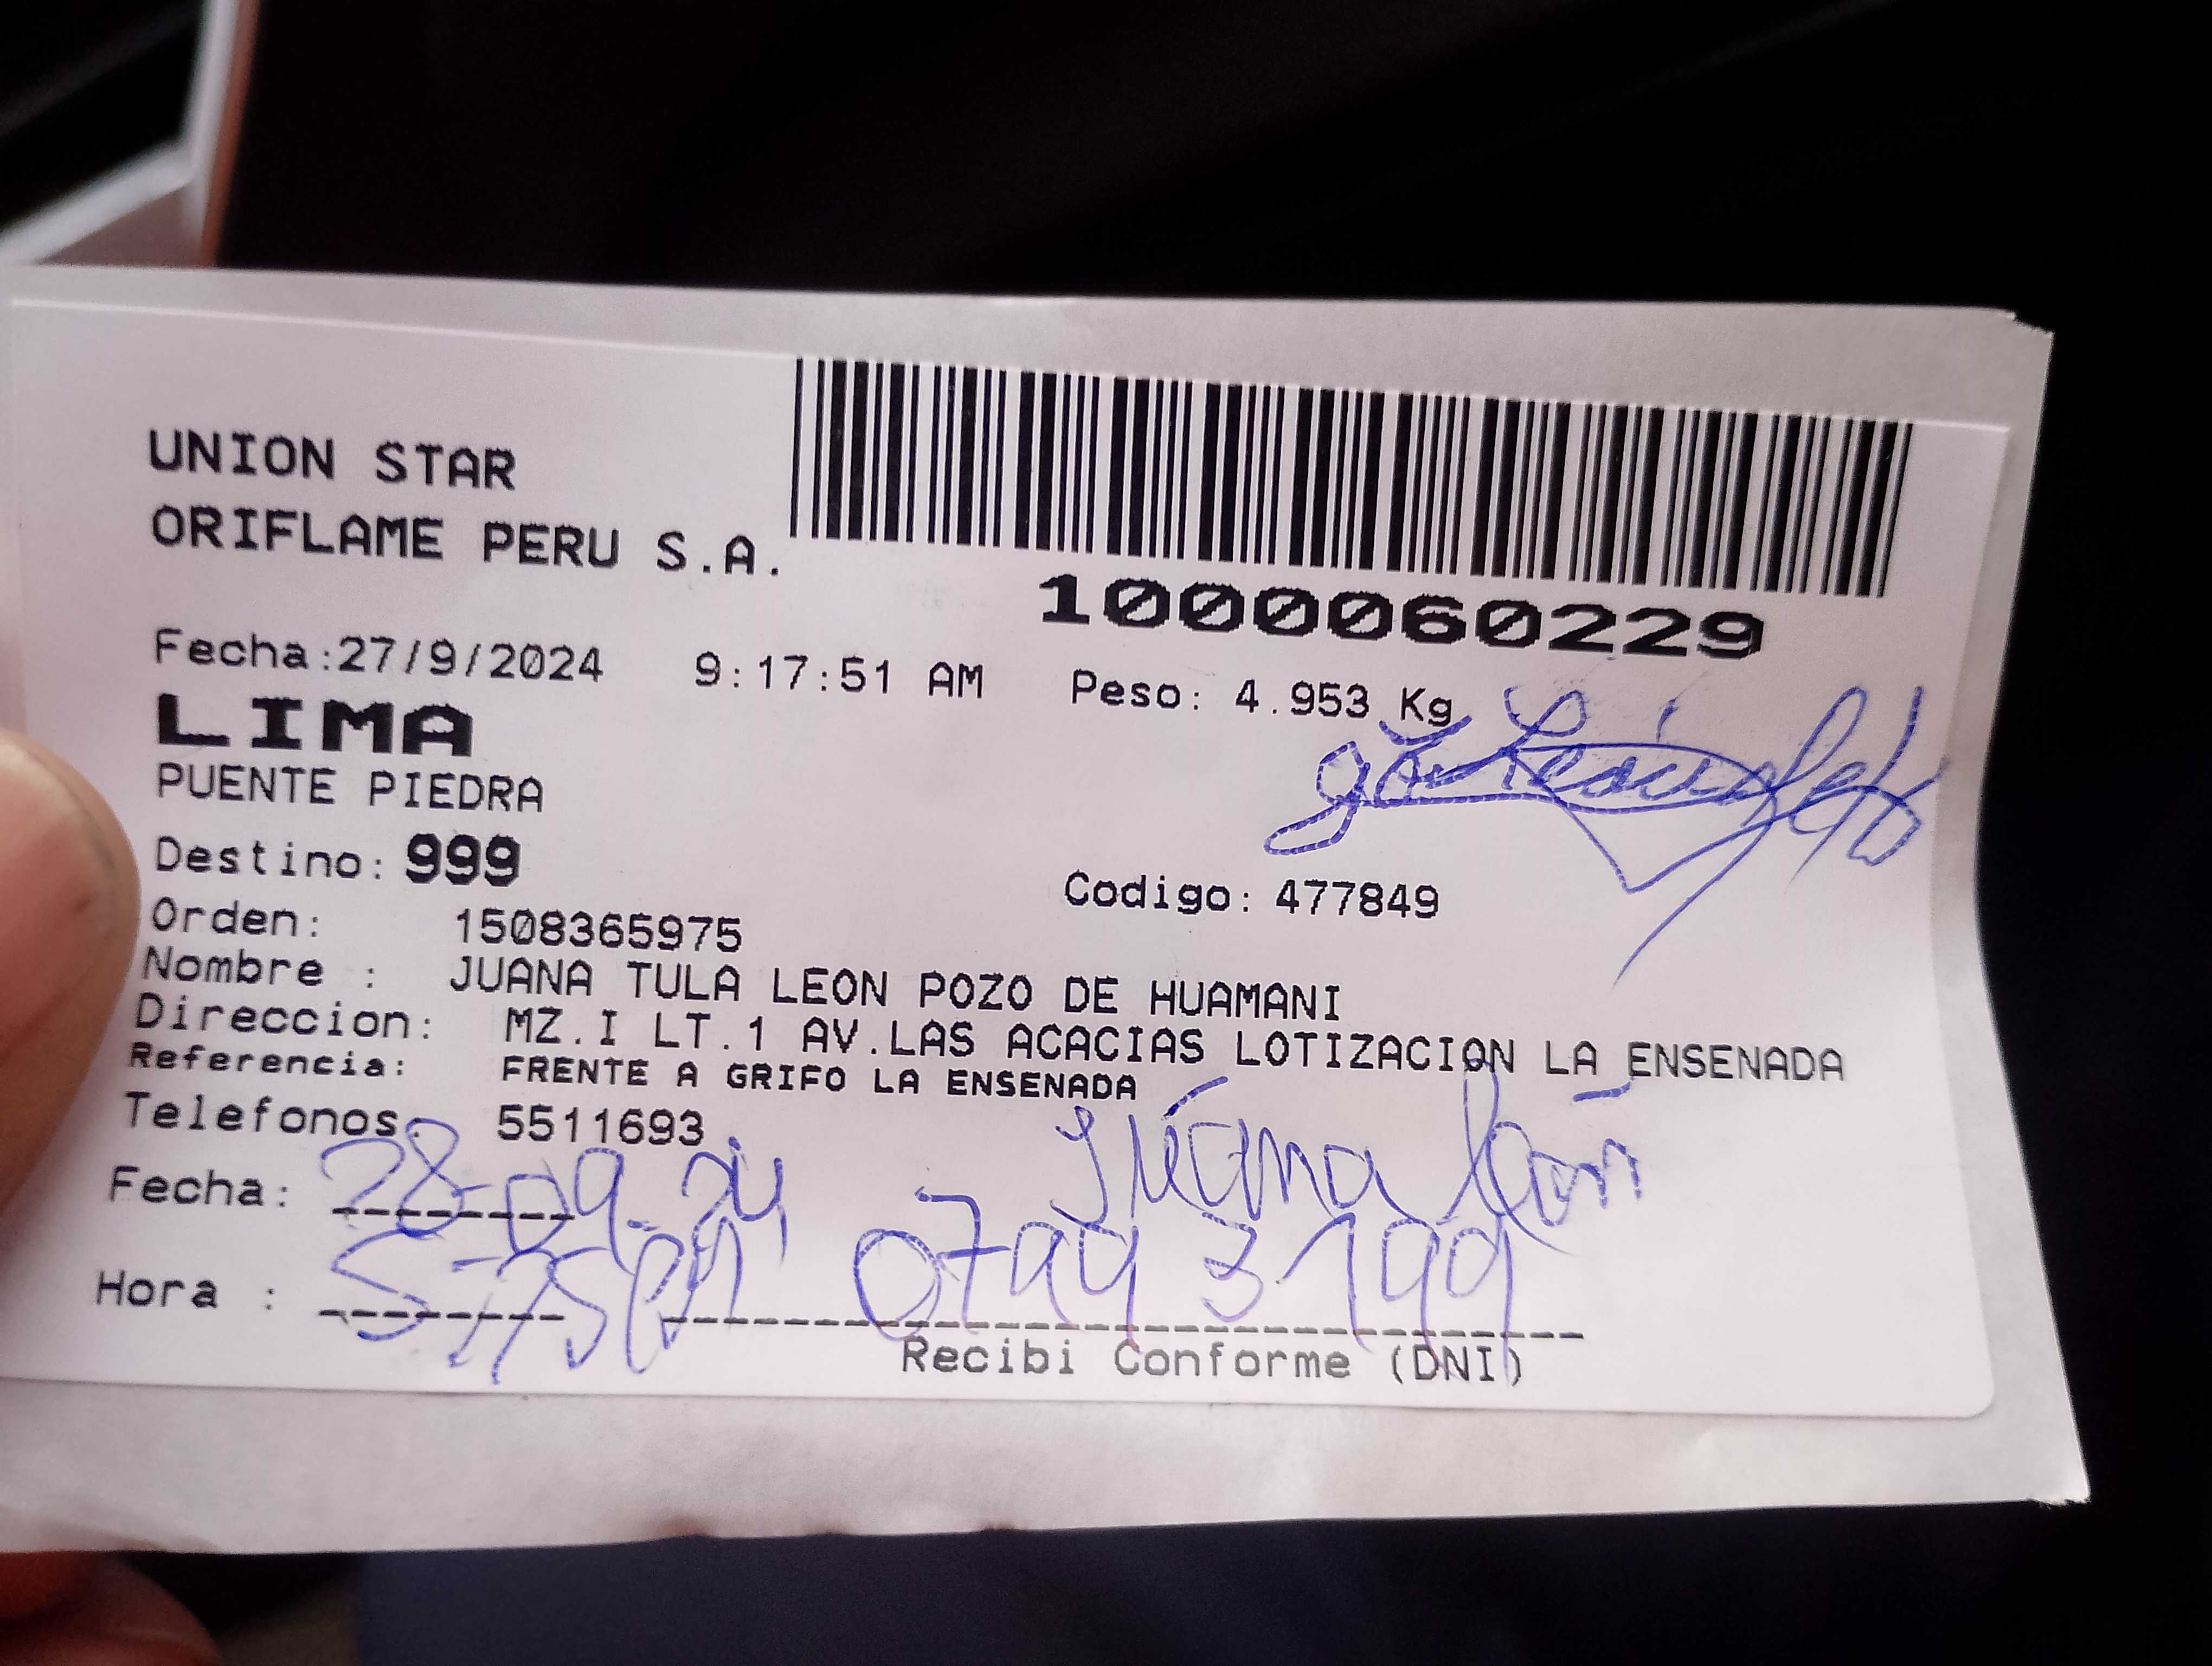 UNION STAR
ORIFLAME PERU S.A.
1000060229
Fecha:27/9/2024 9:17:51 AM Peso: 4.953 Kg
LIMA
PUENTE PIEDRA
Destino: 999
Codigo: 477849
Orden: 1508365975
Nombre : JUANA TULA LEON POZO DE HUAMANI
Direccion: MZ.I LT.1 AV.LAS ACACIAS LOTIZACION LA ENSENADA
Referencia: FRENTE A GRIFO LA ENSENADA
Telefonos: 5511693
Juana León
Fecha: 28-09-24
Hora :
Recibi Conforme (DNI)